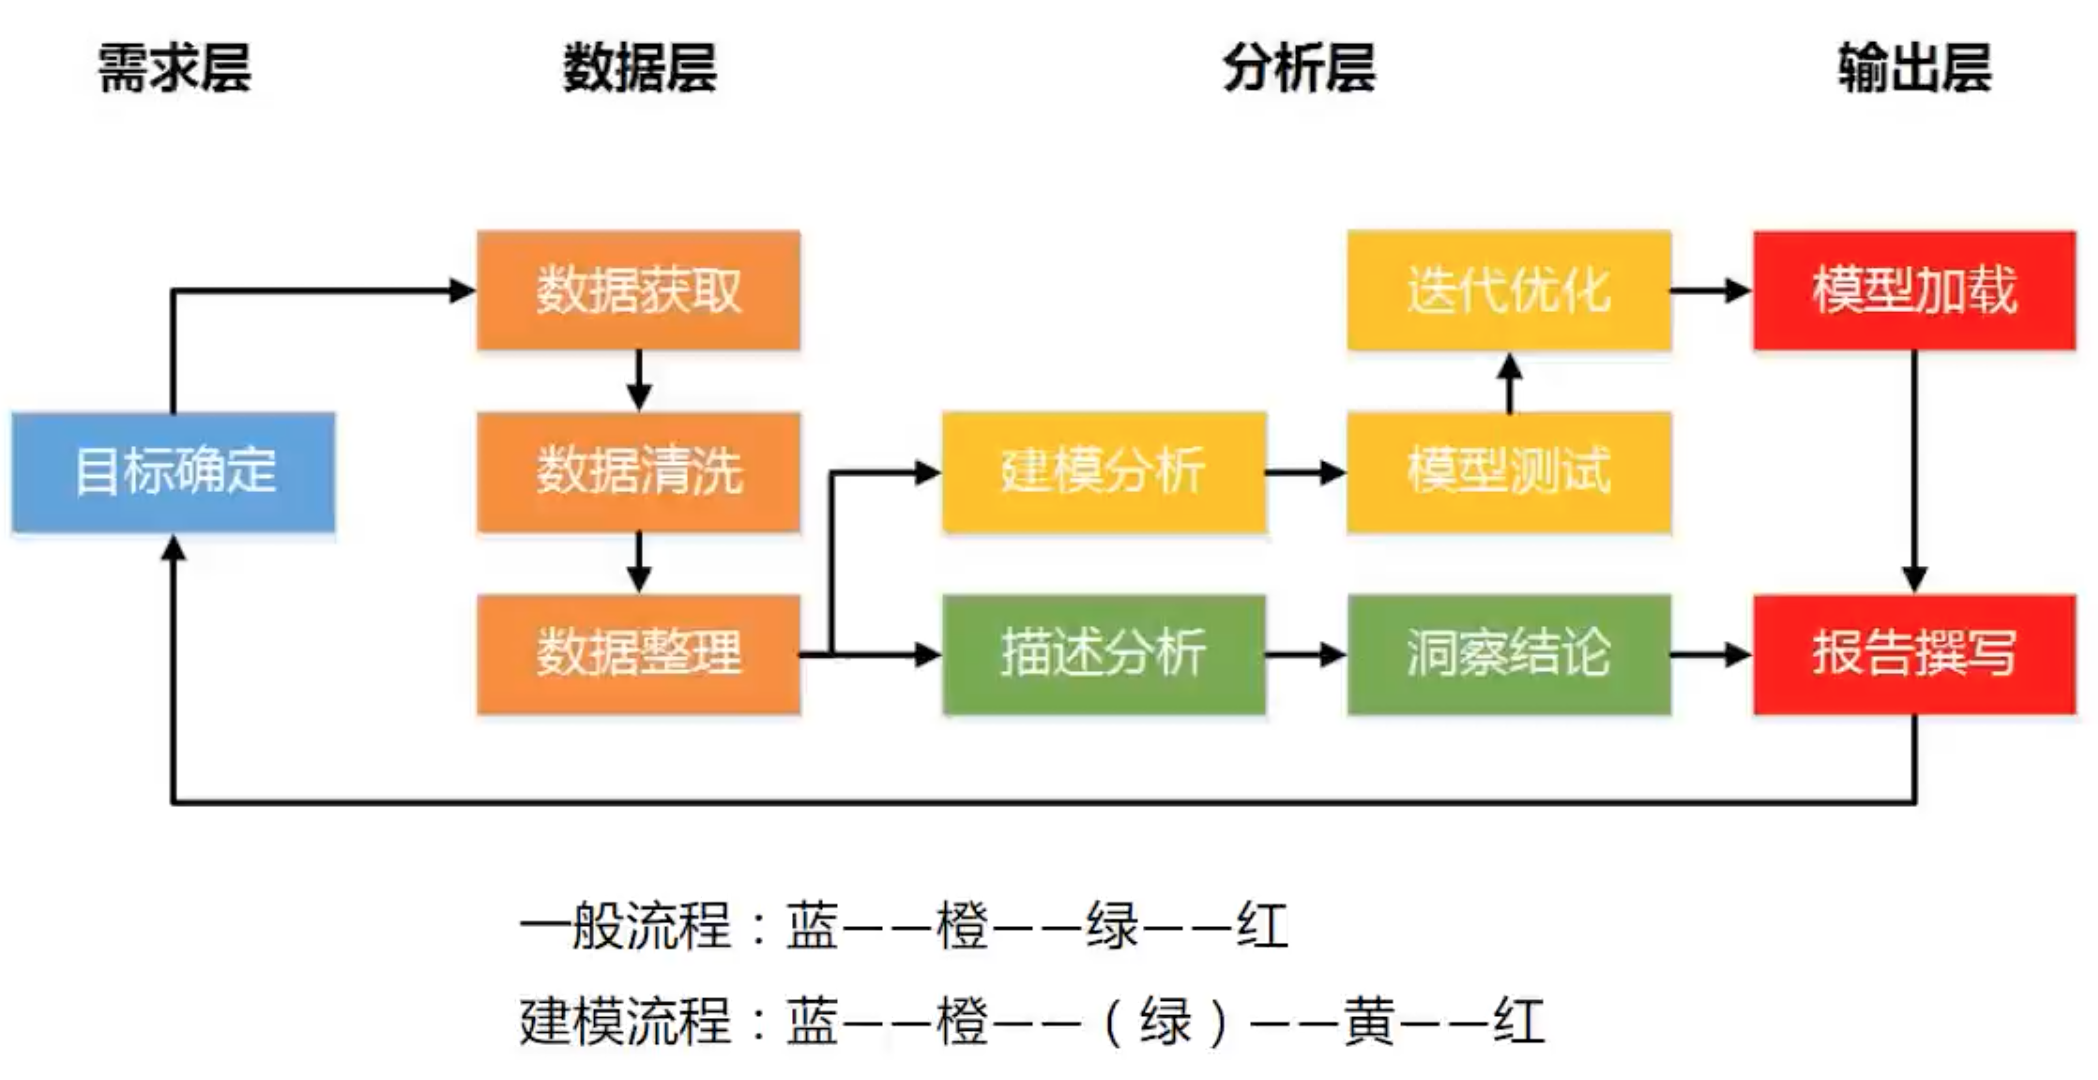 需求层 数据层 分析层 输出层
数据获取 迭代优化 模型加载
目标确定 数据清洗 建模分析 模型测试
数据整理 描述分析 洞察结论 报告撰写
一般流程：蓝——橙——绿——红
建模流程：蓝——橙——（绿）——黄——红